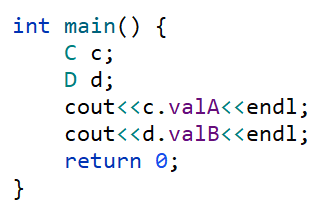 int main() {
    C c;
    D d;
    cout<<c.valA<<endl;
    cout<<d.valB<<endl;
    return 0;
}